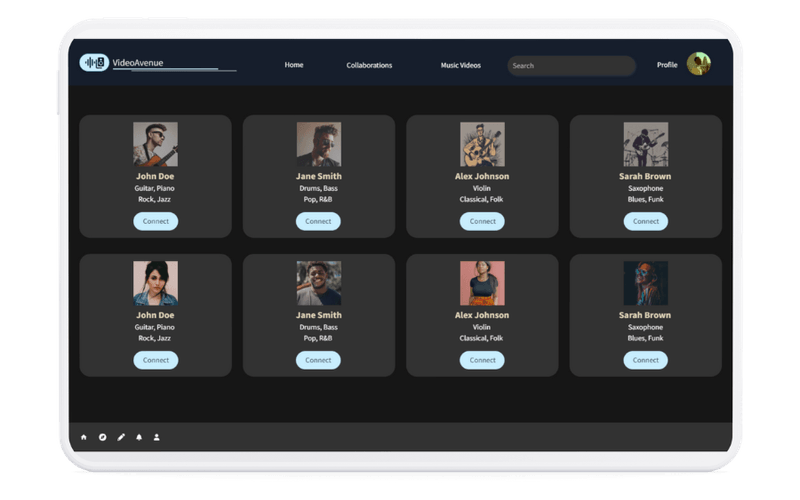 VideoAvenue
Home
Collaborations
Music Videos
Search
Profile
John Doe
Guitar, Piano
Rock, Jazz
Connect
Jane Smith
Drums, Bass
Pop, R&B
Connect
Alex Johnson
Violin
Classical, Folk
Connect
Sarah Brown
Saxophone
Blues, Funk
Connect
John Doe
Guitar, Piano
Rock, Jazz
Connect
Jane Smith
Drums, Bass
Pop, R&B
Connect
Alex Johnson
Violin
Classical, Folk
Connect
Sarah Brown
Saxophone
Blues, Funk
Connect